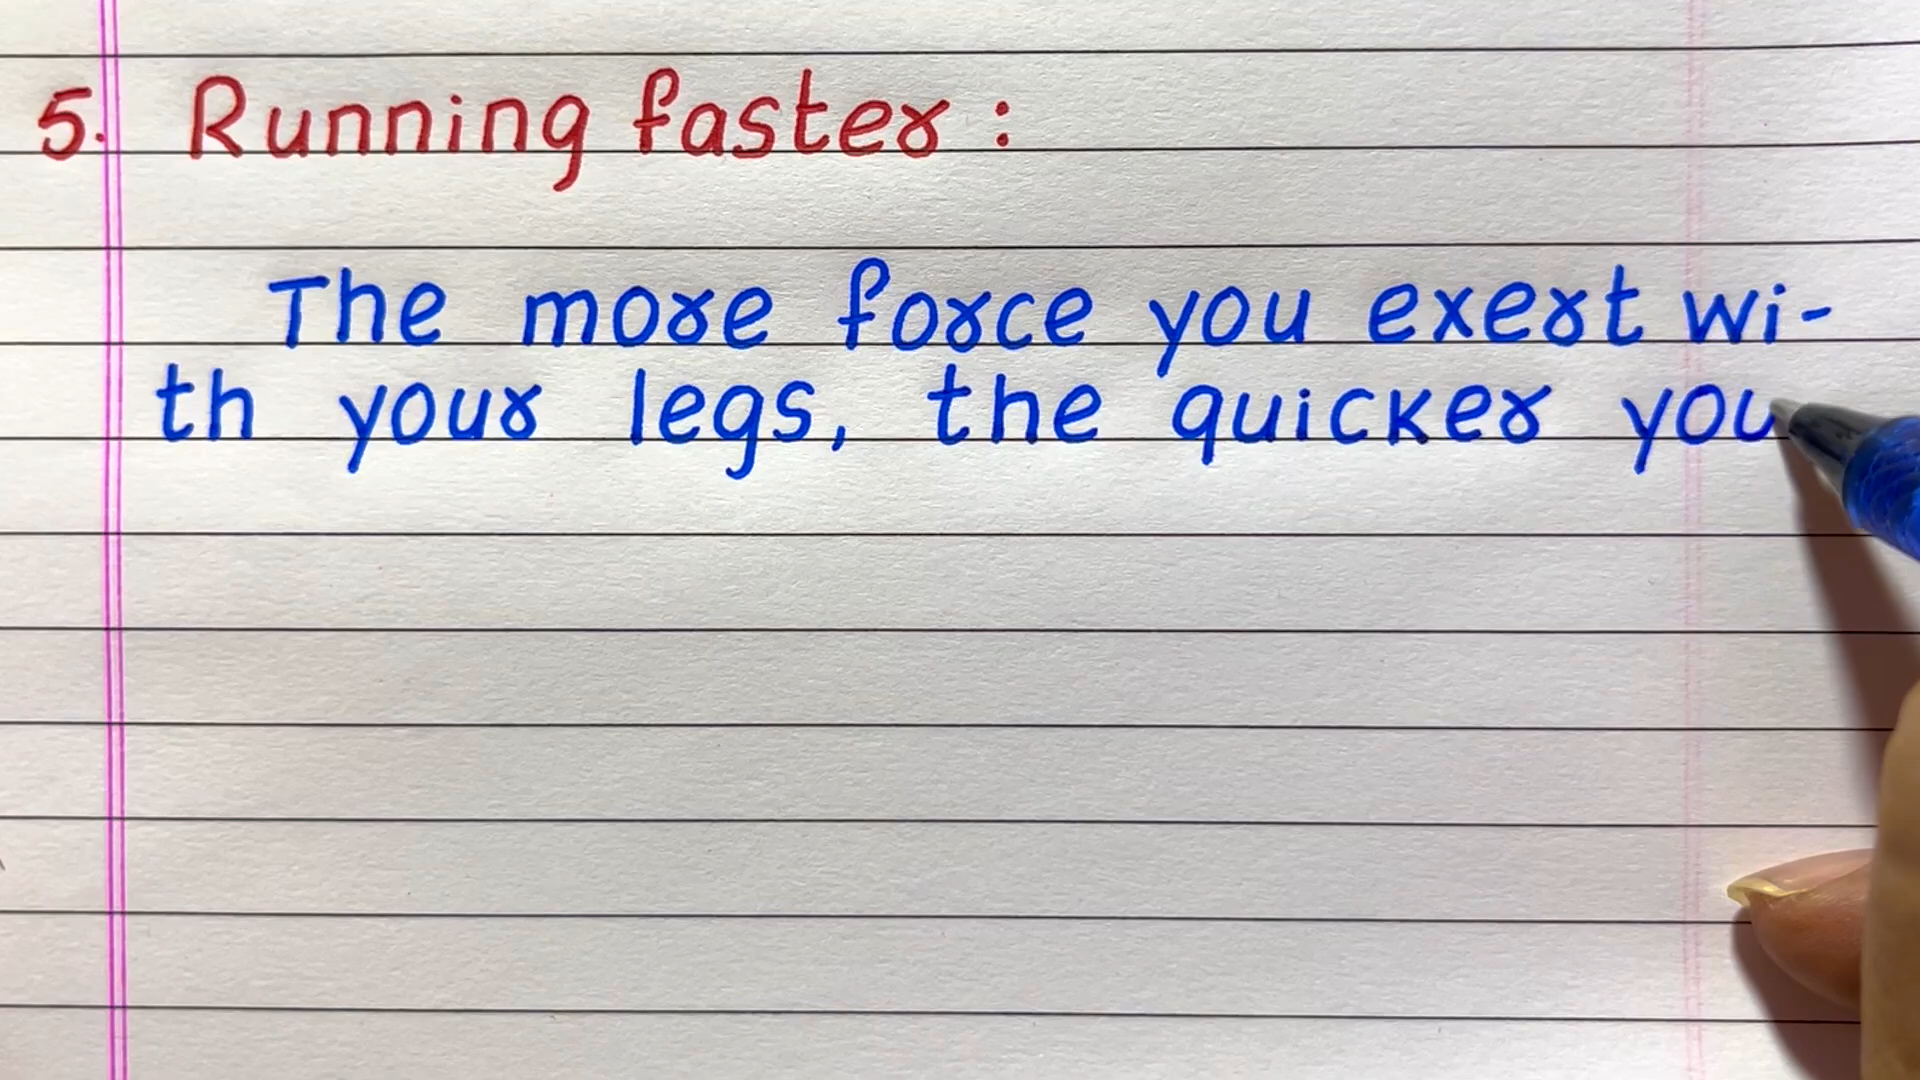 5. Running faster :
The more force you exert wi-
th your legs, the quicker you